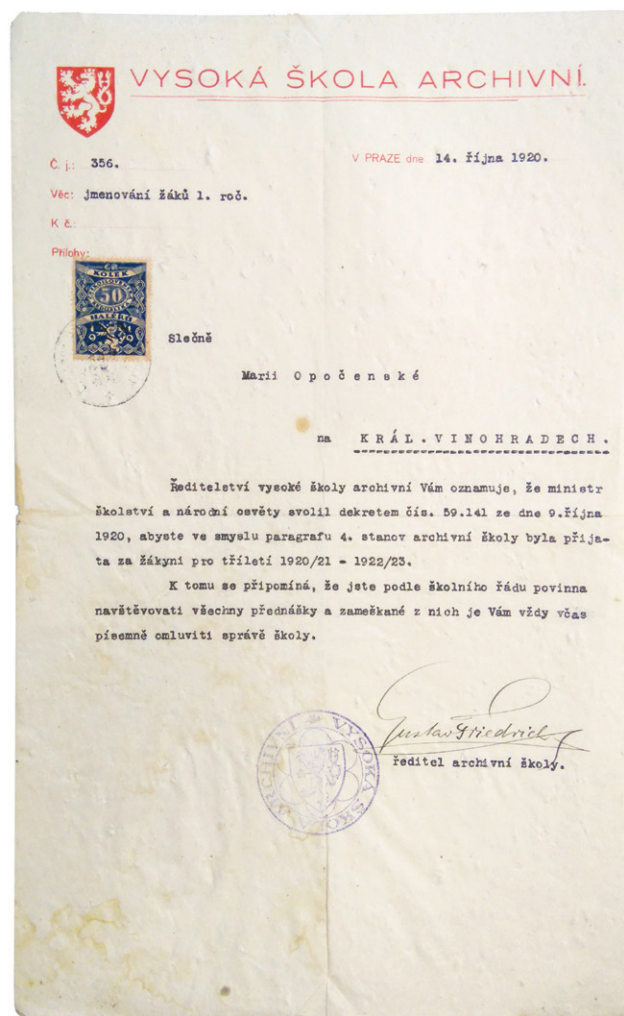 VYSOKÁ ŠKOLA ARCHIVNÍ.
Č. j.: 356.
V PRAZE dne 14. října 1920.
Věc: jmenování žáků 1. roč.
K č.:
Přílohy:
KOLEK
50
HALÉŘŮ
1919
Slečně
Marii Opočenské
na KRÁL.VINOHRADECH.
Ředitelství vysoké školy archivní Vám oznamuje, že ministr
školství a národní osvěty svolil dekretem čís. 59.141 ze dne 9.října
1920, abyste ve smyslu paragrafu 4. stanov archivní školy byla přija-
ta za žákyni pro tříletí 1920/21 - 1922/23.
K tomu se připomíná, že jste podle školního řádu povinna
navštěvovati všechny přednášky a zameškané z nich je Vám vždy včas
písemně omluviti správě školy.
Gustav Friedrich
ředitel archivní školy.
VYSOKÁ ŠKOLA ARCHIVNÍ